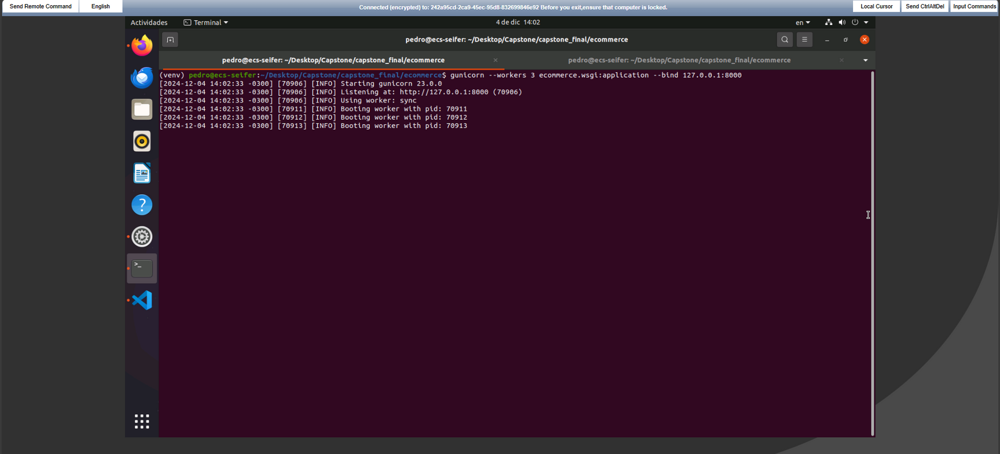 Send Remote Command English Connected (encrypted) to: 242a95cd-2ca9-45ec-95d8-832699846e92 Before you exit,ensure that computer is locked. Local Cursor Send CtrlAltDel Input Commands
Actividades Terminal 4 de dic 14:02 en
pedro@ecs-seifer: ~/Desktop/Capstone/capstone_final/ecommerce
pedro@ecs-seifer: ~/Desktop/Capstone/capstone_final/ecommerce × pedro@ecs-seifer: ~/Desktop/Capstone/capstone_final/ecommerce ×
(venv) pedro@ecs-seifer:~/Desktop/Capstone/capstone_final/ecommerce$ gunicorn --workers 3 ecommerce.wsgi:application --bind 127.0.0.1:8000
[2024-12-04 14:02:33 -0300] [70906] [INFO] Starting gunicorn 23.0.0
[2024-12-04 14:02:33 -0300] [70906] [INFO] Listening at: http://127.0.0.1:8000 (70906)
[2024-12-04 14:02:33 -0300] [70906] [INFO] Using worker: sync
[2024-12-04 14:02:33 -0300] [70911] [INFO] Booting worker with pid: 70911
[2024-12-04 14:02:33 -0300] [70912] [INFO] Booting worker with pid: 70912
[2024-12-04 14:02:33 -0300] [70913] [INFO] Booting worker with pid: 70913